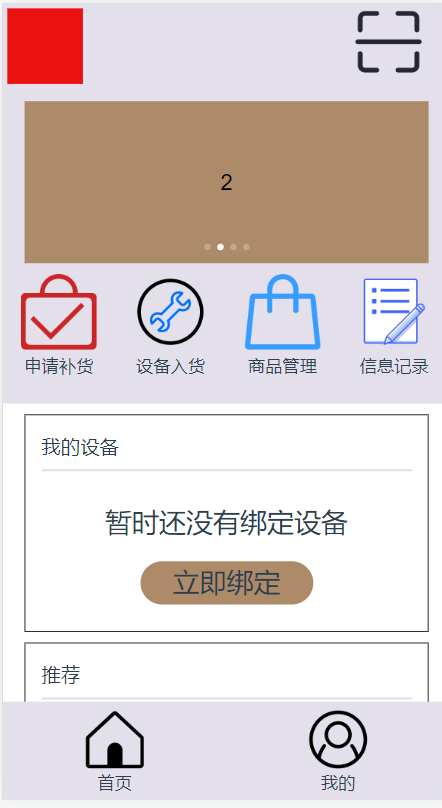 2
申请补货 设备入货 商品管理 信息记录
我的设备
暂时还没有绑定设备
立即绑定
推荐
首页 我的